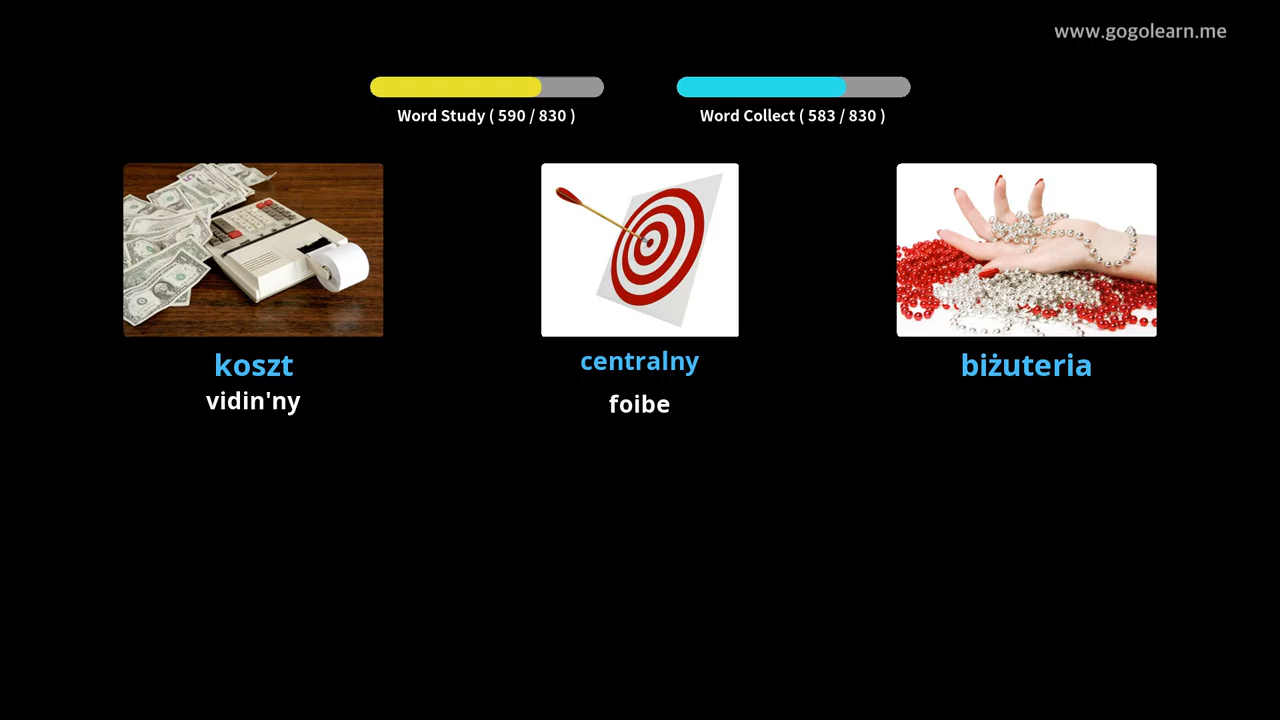 www.gogolearn.me
Word Study ( 590 / 830 )
Word Collect ( 583 / 830 )
koszt
vidin'ny
centralny
foibe
biżuteria